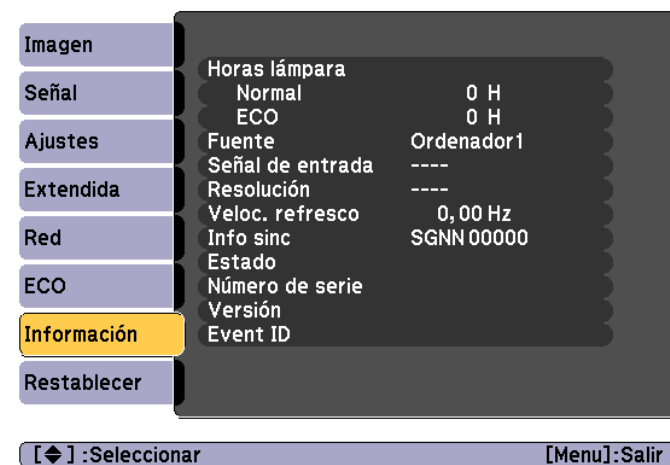 Imagen
Señal
Ajustes
Extendida
Red
ECO
Información
Restablecer
Horas lámpara
Normal 0 H
ECO 0 H
Fuente Ordenador1
Señal de entrada ----
Resolución ----
Veloc. refresco 0,00 Hz
Info sinc SGNN 00000
Estado
Número de serie
Versión
Event ID
[◆] :Seleccionar [Menu]:Salir